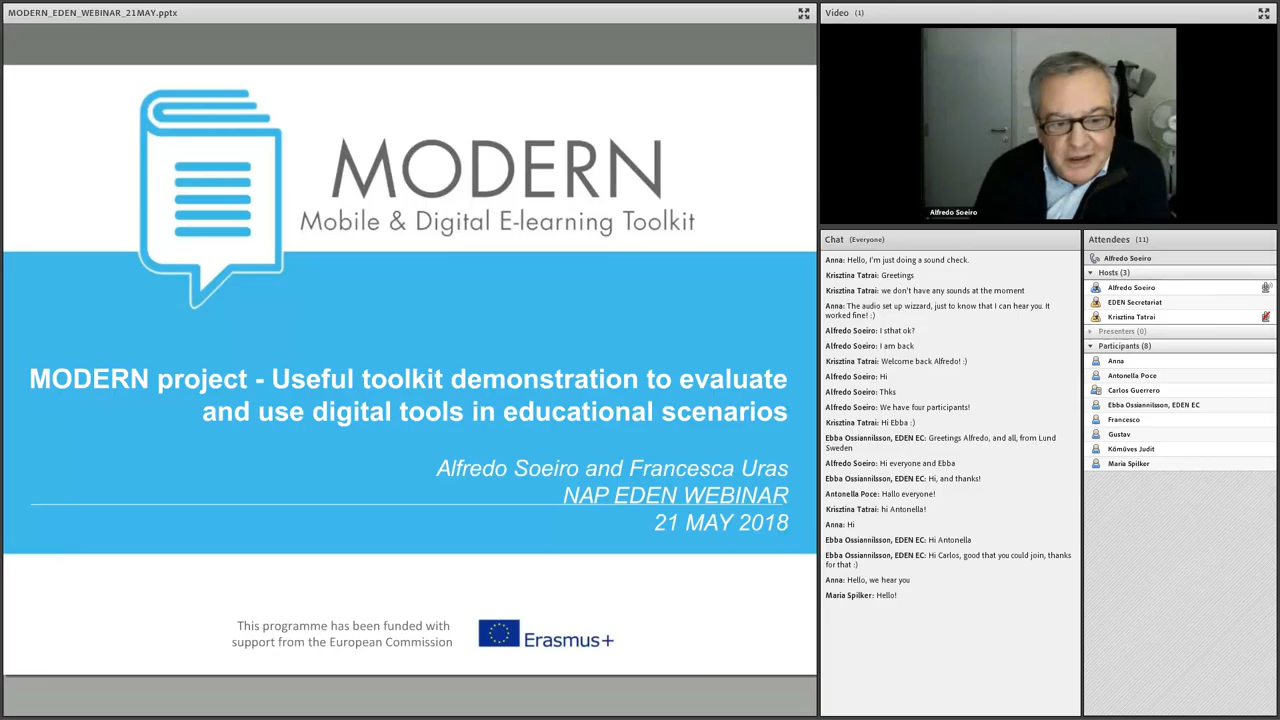 MODERN_EDEN_WEBINAR_21MAY.pptx
MODERN
Mobile & Digital E-learning Toolkit
MODERN project - Useful toolkit demonstration to evaluate
and use digital tools in educational scenarios
Alfredo Soeiro and Francesca Uras
NAP EDEN WEBINAR
21 MAY 2018
This programme has been funded with
support from the European Commission
Erasmus+
Video (1)
Alfredo Soeiro
Chat (Everyone)
Anna: Hello, I'm just doing a sound check.
Krisztina Tatrai: Greetings
Krisztina Tatrai: we don't have any sounds at the moment
Anna: The audio set up wizzard, just to know that I can hear you. It
worked fine! :)
Alfredo Soeiro: I sthat ok?
Alfredo Soeiro: I am back
Krisztina Tatrai: Welcome back Alfredo! :)
Alfredo Soeiro: Hi
Alfredo Soeiro: Thks
Alfredo Soeiro: We have four participants!
Krisztina Tatrai: Hi Ebba :)
Ebba Ossiannilsson, EDEN EC: Greetings Alfredo, and all, from Lund
Sweden
Alfredo Soeiro: Hi everyone and Ebba
Ebba Ossiannilsson, EDEN EC: Hi, and thanks!
Antonella Poce: Hallo everyone!
Krisztina Tatrai: hi Antonella!
Anna: Hi
Ebba Ossiannilsson, EDEN EC: Hi Antonella
Ebba Ossiannilsson, EDEN EC: Hi Carlos, good that you could join, thanks
for that :)
Anna: Hello, we hear you
Maria Spilker: Hello!
Attendees (11)
Alfredo Soeiro
Hosts (3)
Alfredo Soeiro
EDEN Secretariat
Krisztina Tatrai
Presenters (0)
Participants (8)
Anna
Antonella Poce
Carlos Guerrero
Ebba Ossiannilsson, EDEN EC
Francesco
Gustav
Kömüves Judit
Maria Spilker